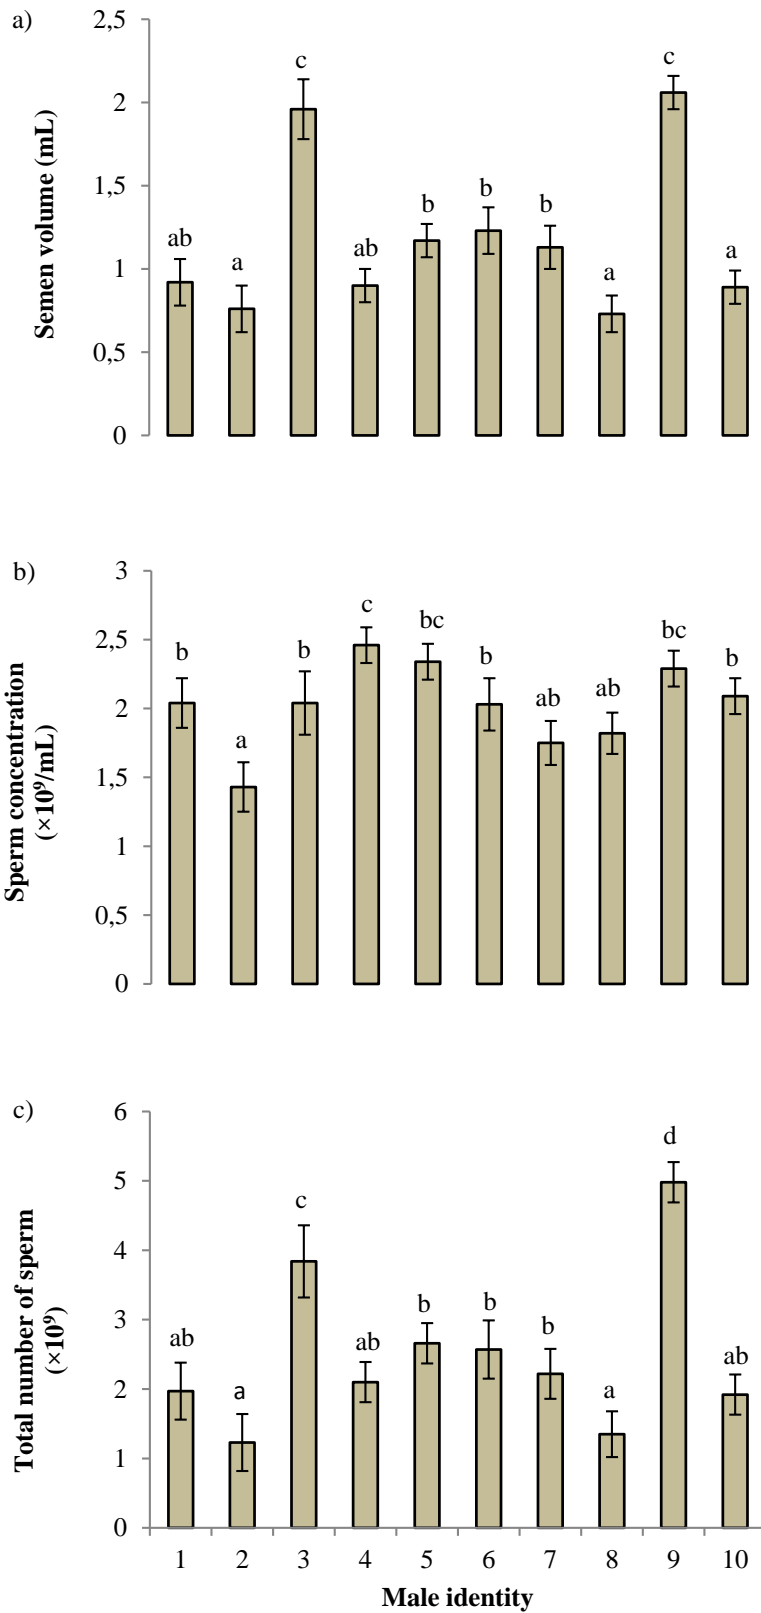 a)
2,5
2
1,5
1
0,5
0
Semen volume (mL)
ab
a
c
ab
b
b
b
a
c
a
b)
3
2,5
2
1,5
1
0,5
0
Sperm concentration
(×10⁹/mL)
b
a
b
c
bc
b
ab
ab
bc
b
c)
6
5
4
3
2
1
0
Total number of sperm
(×10⁹)
ab
a
c
ab
b
b
b
a
d
ab
1 2 3 4 5 6 7 8 9 10
Male identity